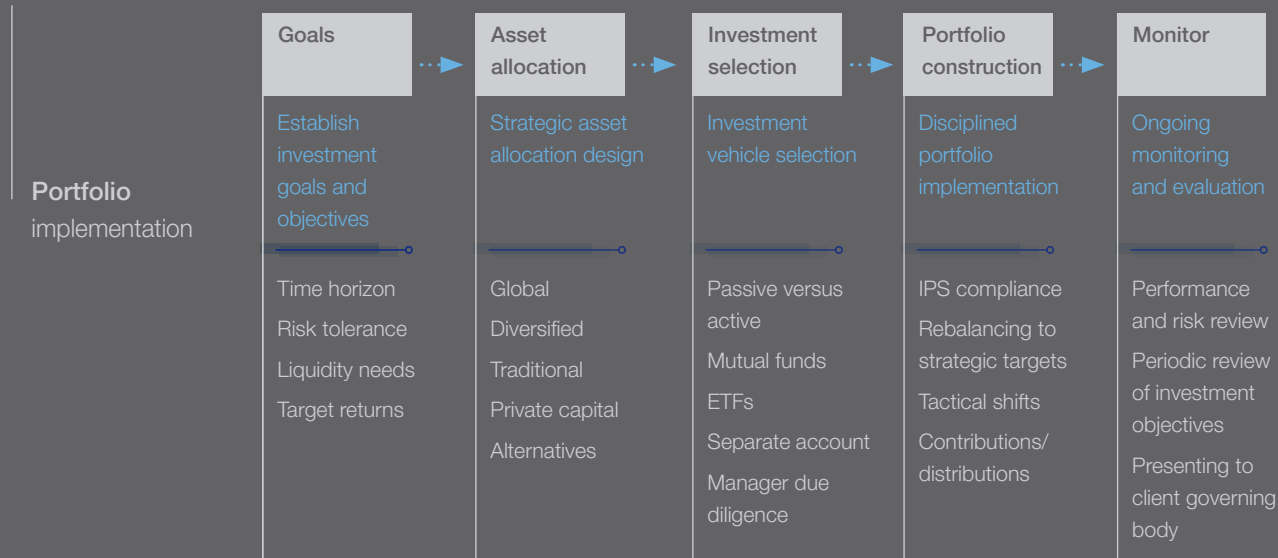 Portfolio
implementation
Goals
Establish
investment
goals and
objectives
Time horizon
Risk tolerance
Liquidity needs
Target returns
Asset
allocation
Strategic asset
allocation design
Global
Diversified
Traditional
Private capital
Alternatives
Investment
selection
Investment
vehicle selection
Passive versus
active
Mutual funds
ETFs
Separate account
Manager due
diligence
Portfolio
construction
Disciplined
portfolio
implementation
IPS compliance
Rebalancing to
strategic targets
Tactical shifts
Contributions/
distributions
Monitor
Ongoing
monitoring
and evaluation
Performance
and risk review
Periodic review
of investment
objectives
Presenting to
client governing
body